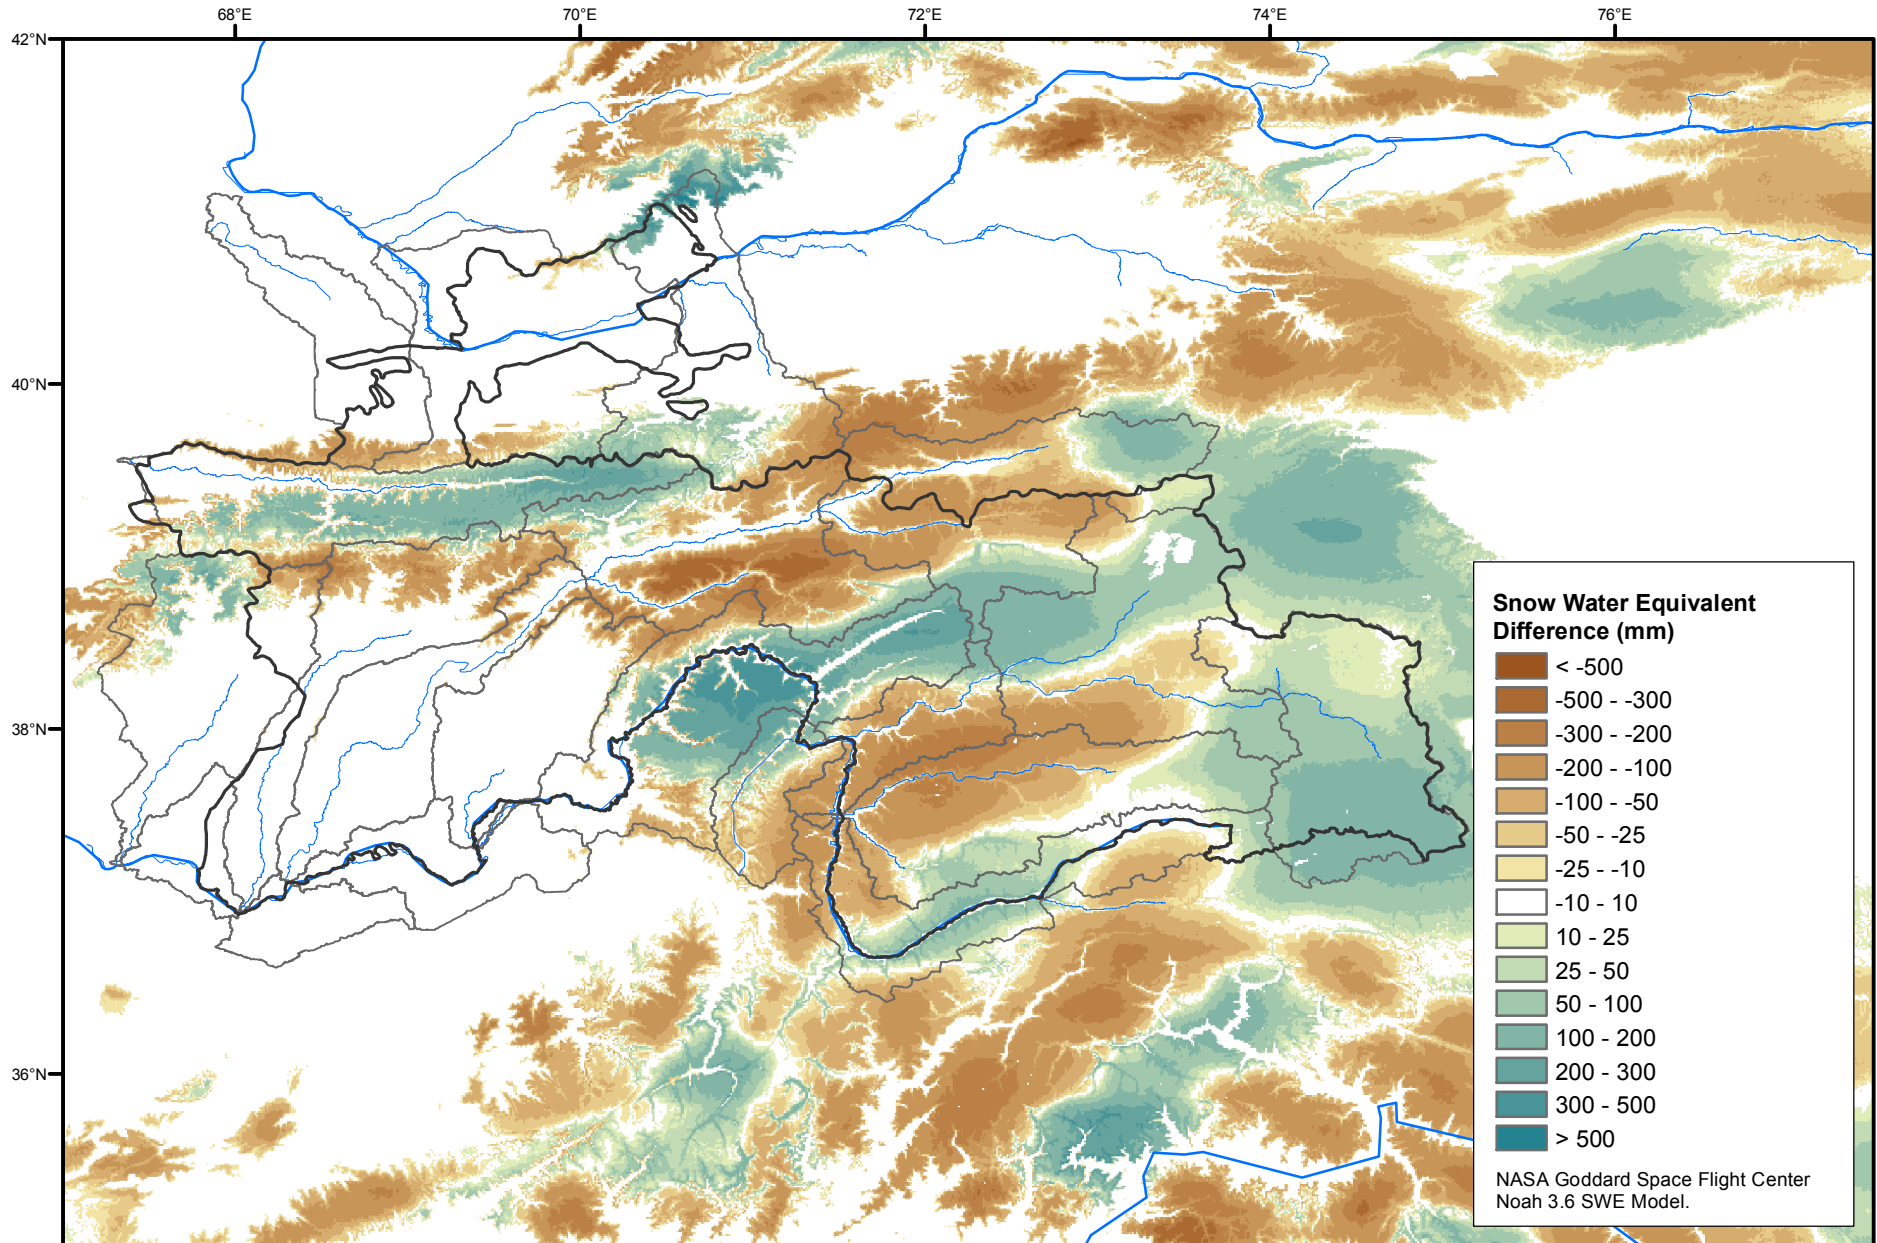 68°E 70°E 72°E 74°E 76°E
42°N
40°N
38°N
36°N
Snow Water Equivalent
Difference (mm)
< -500
-500 - -300
-300 - -200
-200 - -100
-100 - -50
-50 - -25
-25 - -10
-10 - 10
10 - 25
25 - 50
50 - 100
100 - 200
200 - 300
300 - 500
> 500
NASA Goddard Space Flight Center
Noah 3.6 SWE Model.